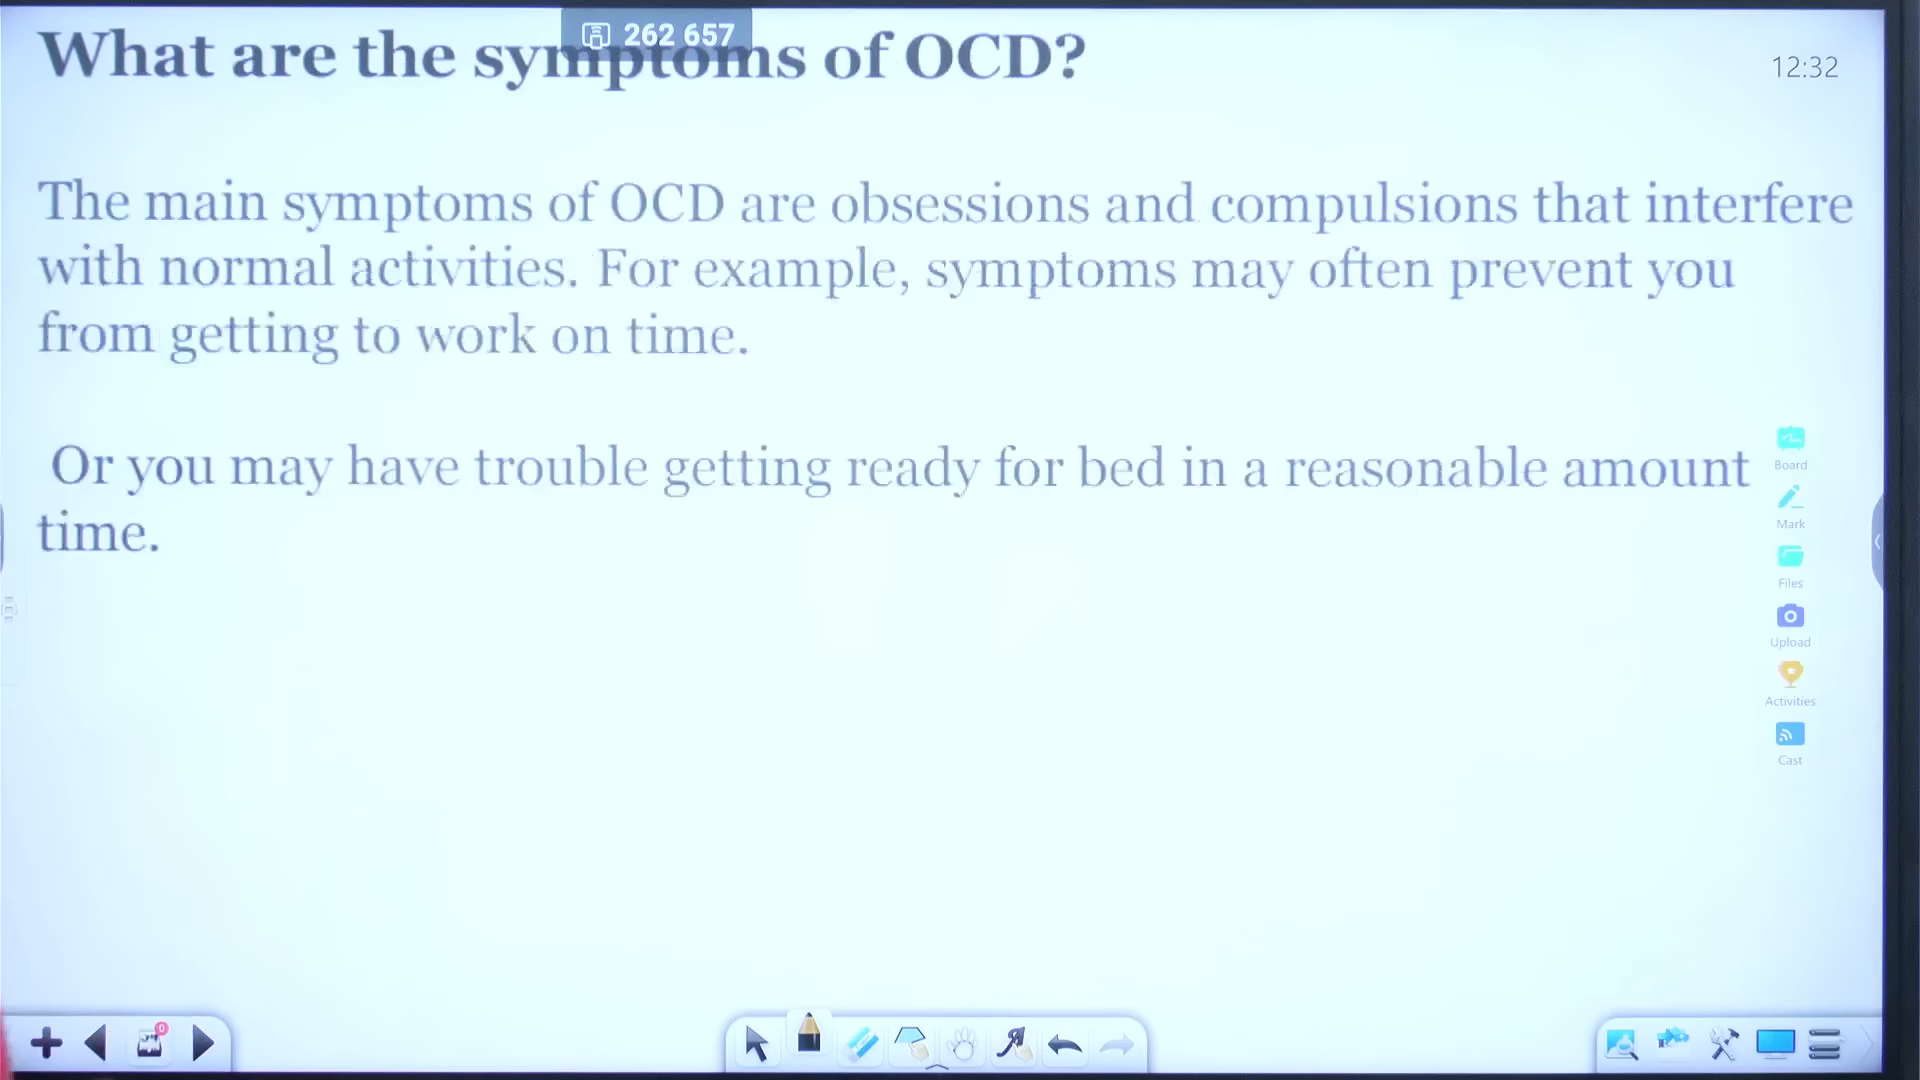 262 657
What are the symptoms of OCD?
12:32
The main symptoms of OCD are obsessions and compulsions that interfere
with normal activities. For example, symptoms may often prevent you
from getting to work on time.
Or you may have trouble getting ready for bed in a reasonable amount
time.
Board
Mark
Files
Upload
Activities
Cast
0